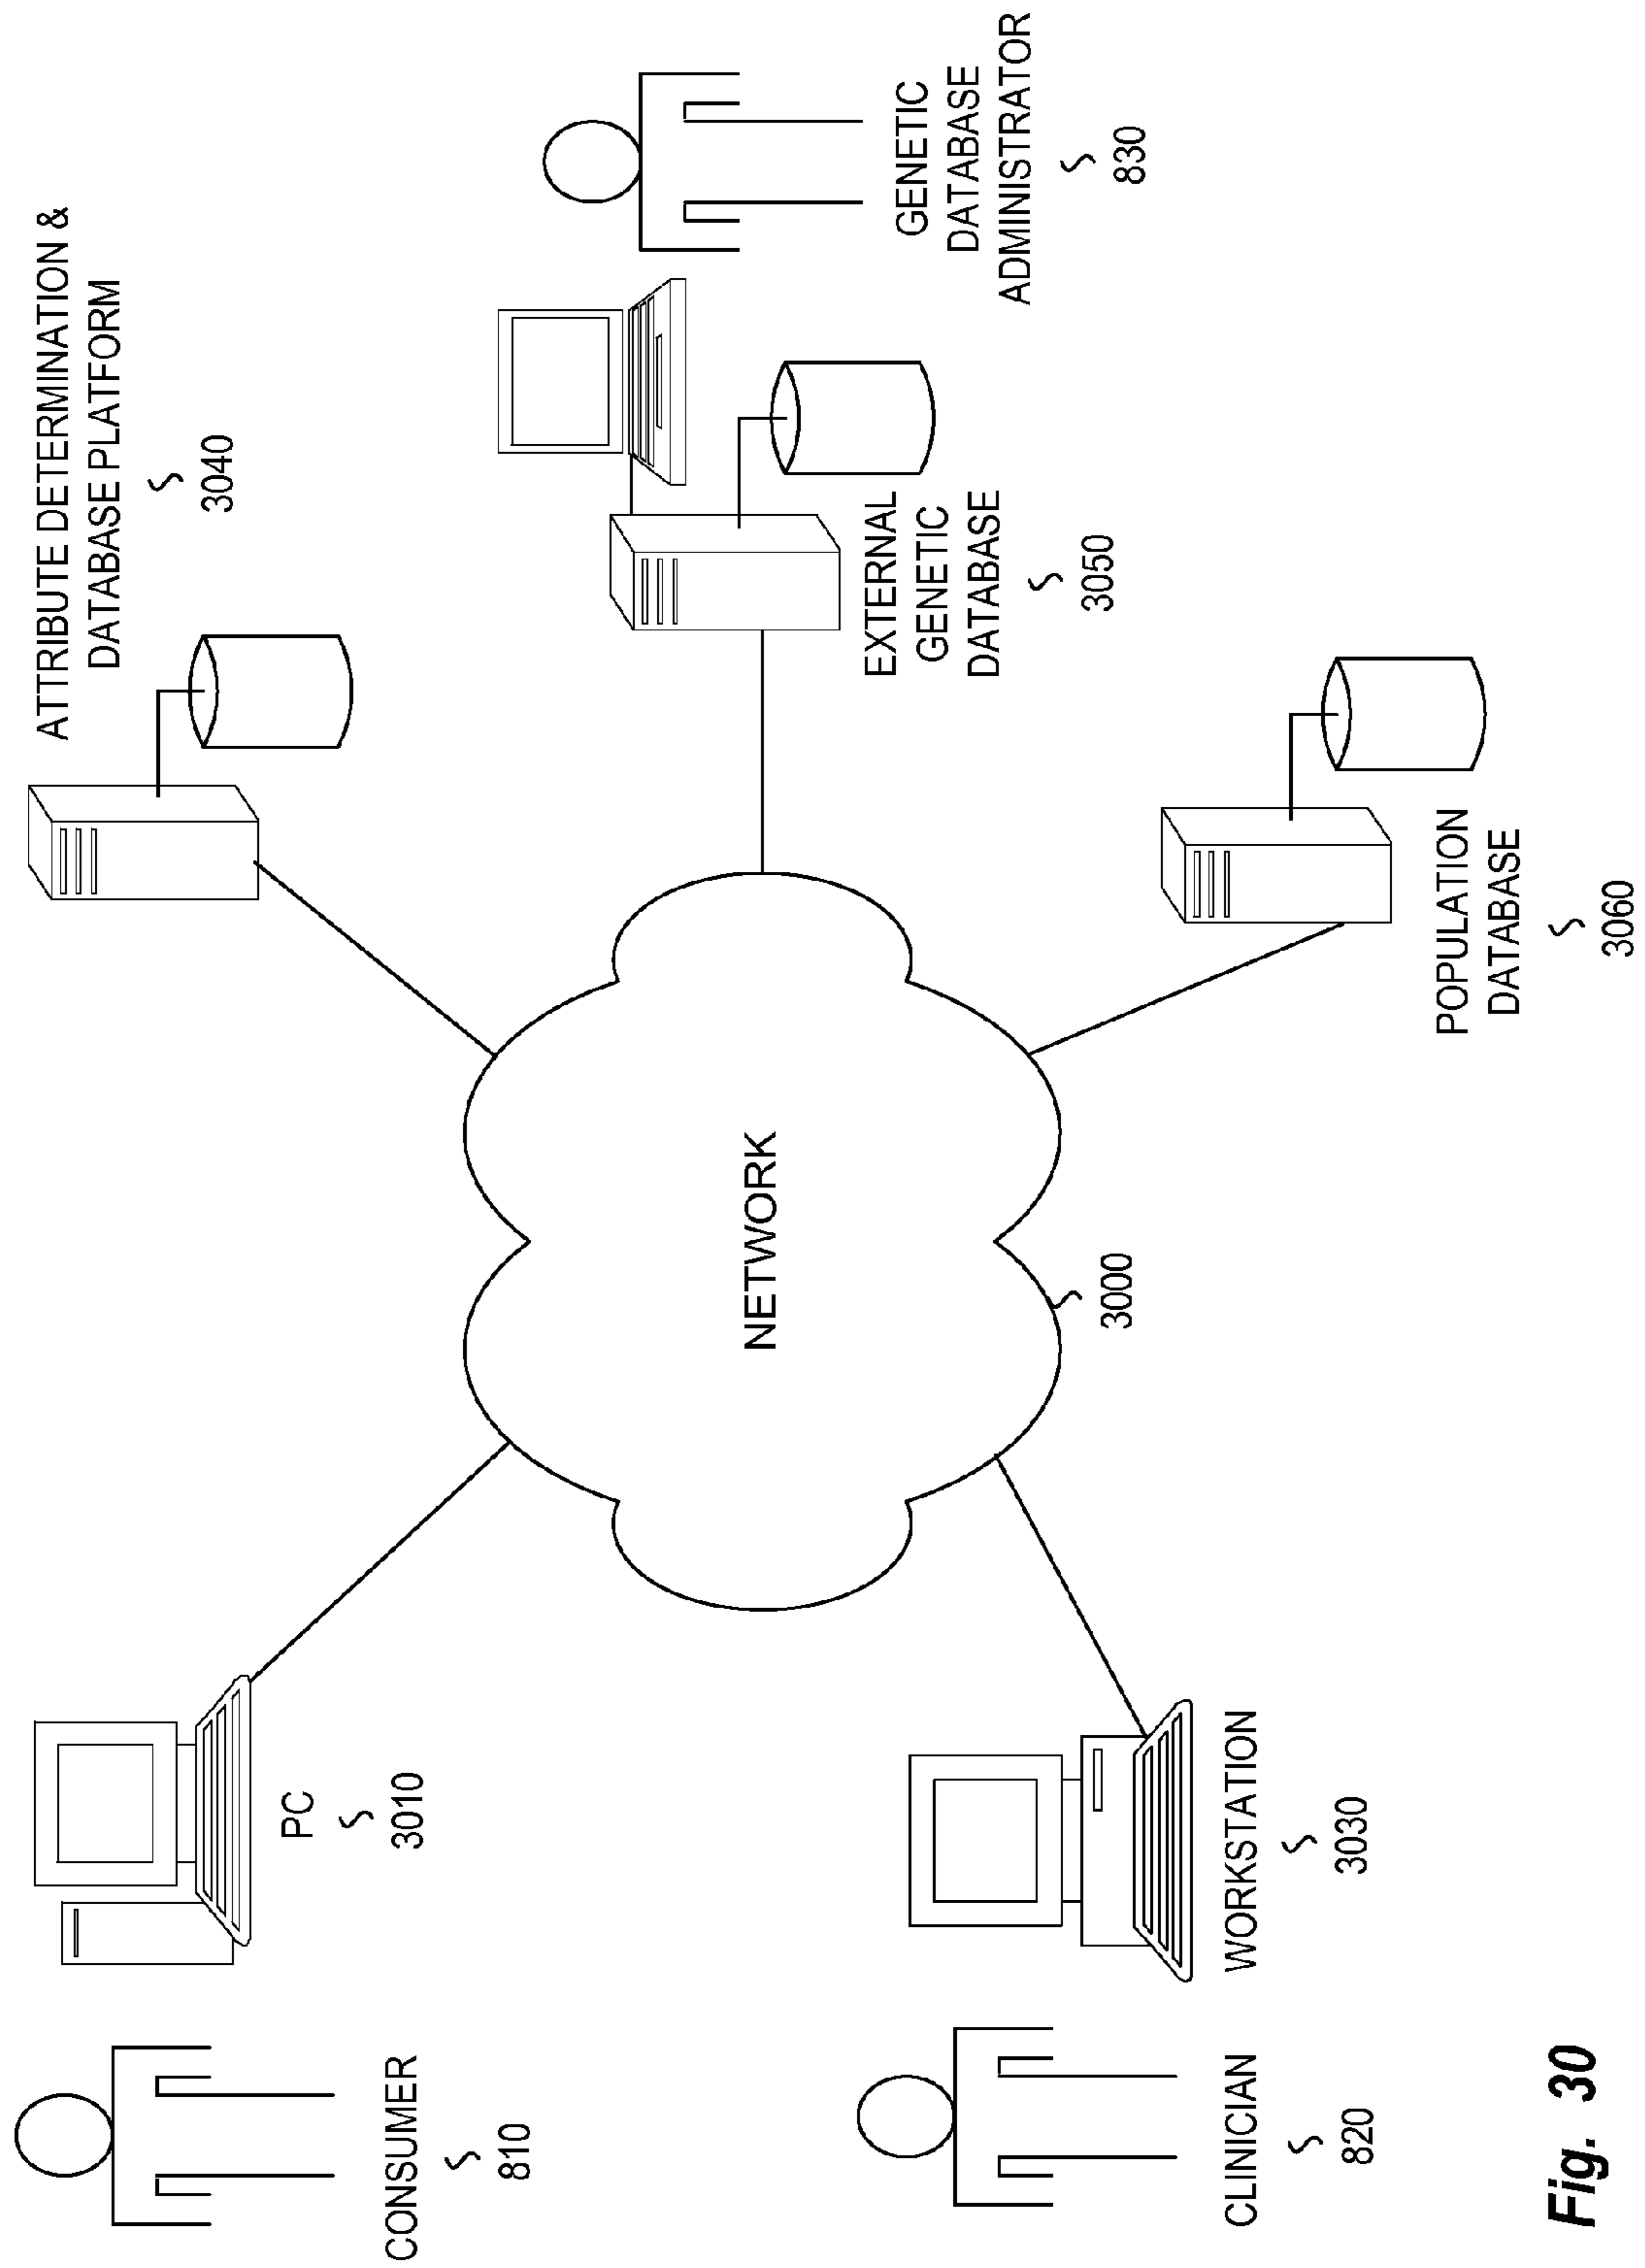 ATTRIBUTE DETERMINATION &
DATABASE PLATFORM
3040
CONSUMER
810
PC
3010
NETWORK
3000
EXTERNAL
GENETIC
DATABASE
3050
GENETIC
DATABASE
ADMINISTRATOR
830
CLINICIAN
820
WORKSTATION
3030
POPULATION
DATABASE
3060
Fig. 30